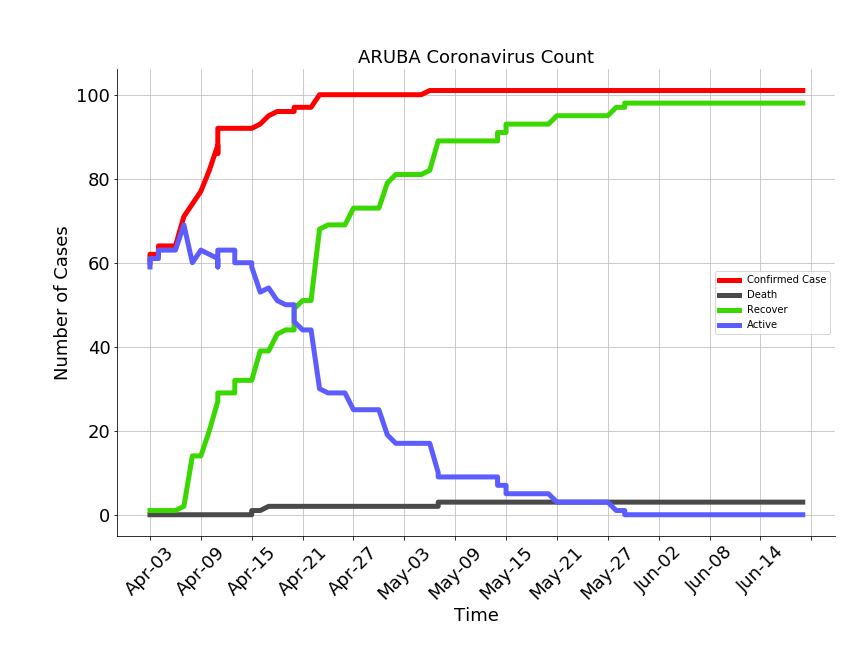 ARUBA Coronavirus Count
Number of Cases
100
80
60
40
20
0
Confirmed Case
Death
Recover
Active
Apr-03
Apr-09
Apr-15
Apr-21
Apr-27
May-03
May-09
May-15
May-21
May-27
Jun-02
Jun-08
Jun-14
Time